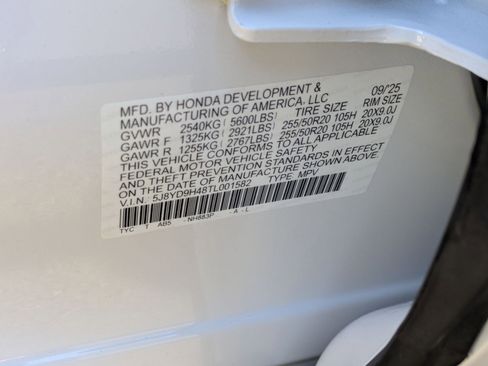 MFD. BY HONDA DEVELOPMENT & 09/25
MANUFACTURING OF AMERICA, LLC
GVWR 2540KG( 5600LBS) TIRE SIZE RIM SIZE
GAWR F 1325KG( 2921LBS) 255/50R20 105H 20X9.0J
GAWR R 1255KG( 2767LBS) 255/50R20 105H 20X9.0J
THIS VEHICLE CONFORMS TO ALL APPLICABLE
FEDERAL MOTOR VEHICLE SAFETY, BUMPER,
AND THEFT PREVENTION STANDARDS IN EFFECT
ON THE DATE OF MANUFACTURE SHOWN ABOVE.
V.I.N. 5J8YD9H48TL001582 TYPE: MPV
TYC T AB5 NH883P - A - L